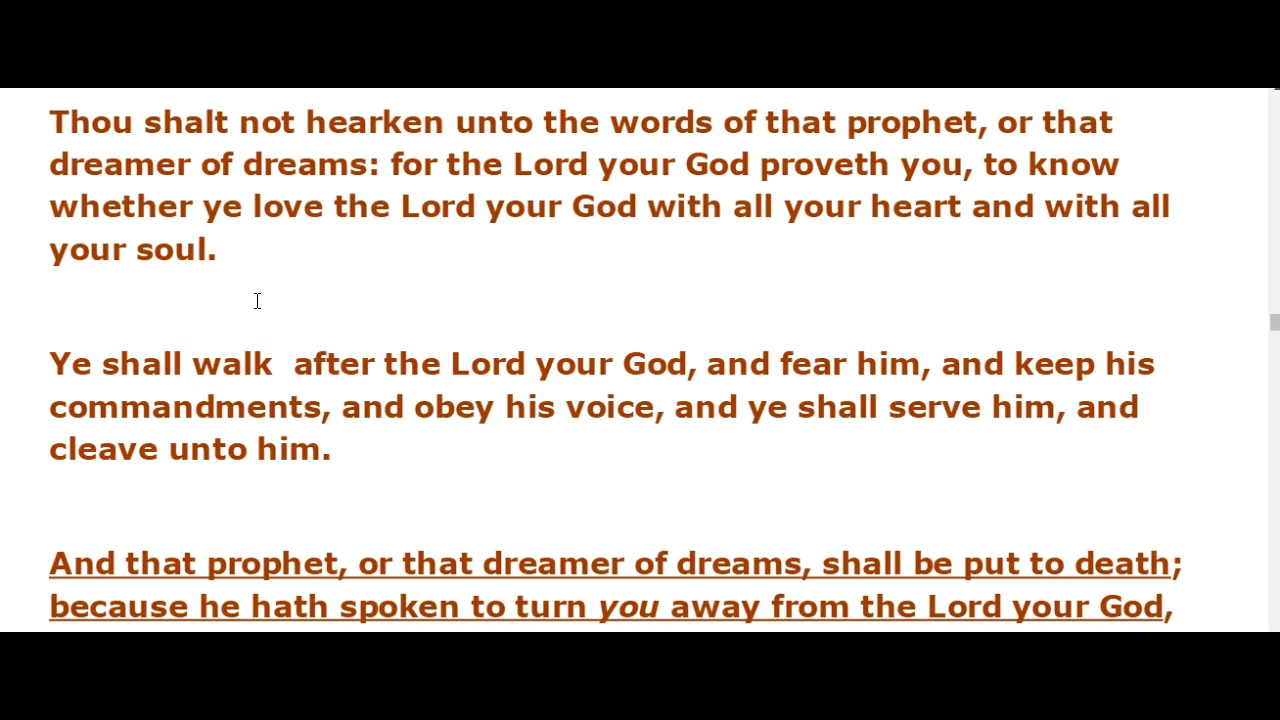 Thou shalt not hearken unto the words of that prophet, or that
dreamer of dreams: for the Lord your God proveth you, to know
whether ye love the Lord your God with all your heart and with all
your soul.
Ye shall walk  after the Lord your God, and fear him, and keep his
commandments, and obey his voice, and ye shall serve him, and
cleave unto him.
And that prophet, or that dreamer of dreams, shall be put to death;
because he hath spoken to turn you away from the Lord your God,